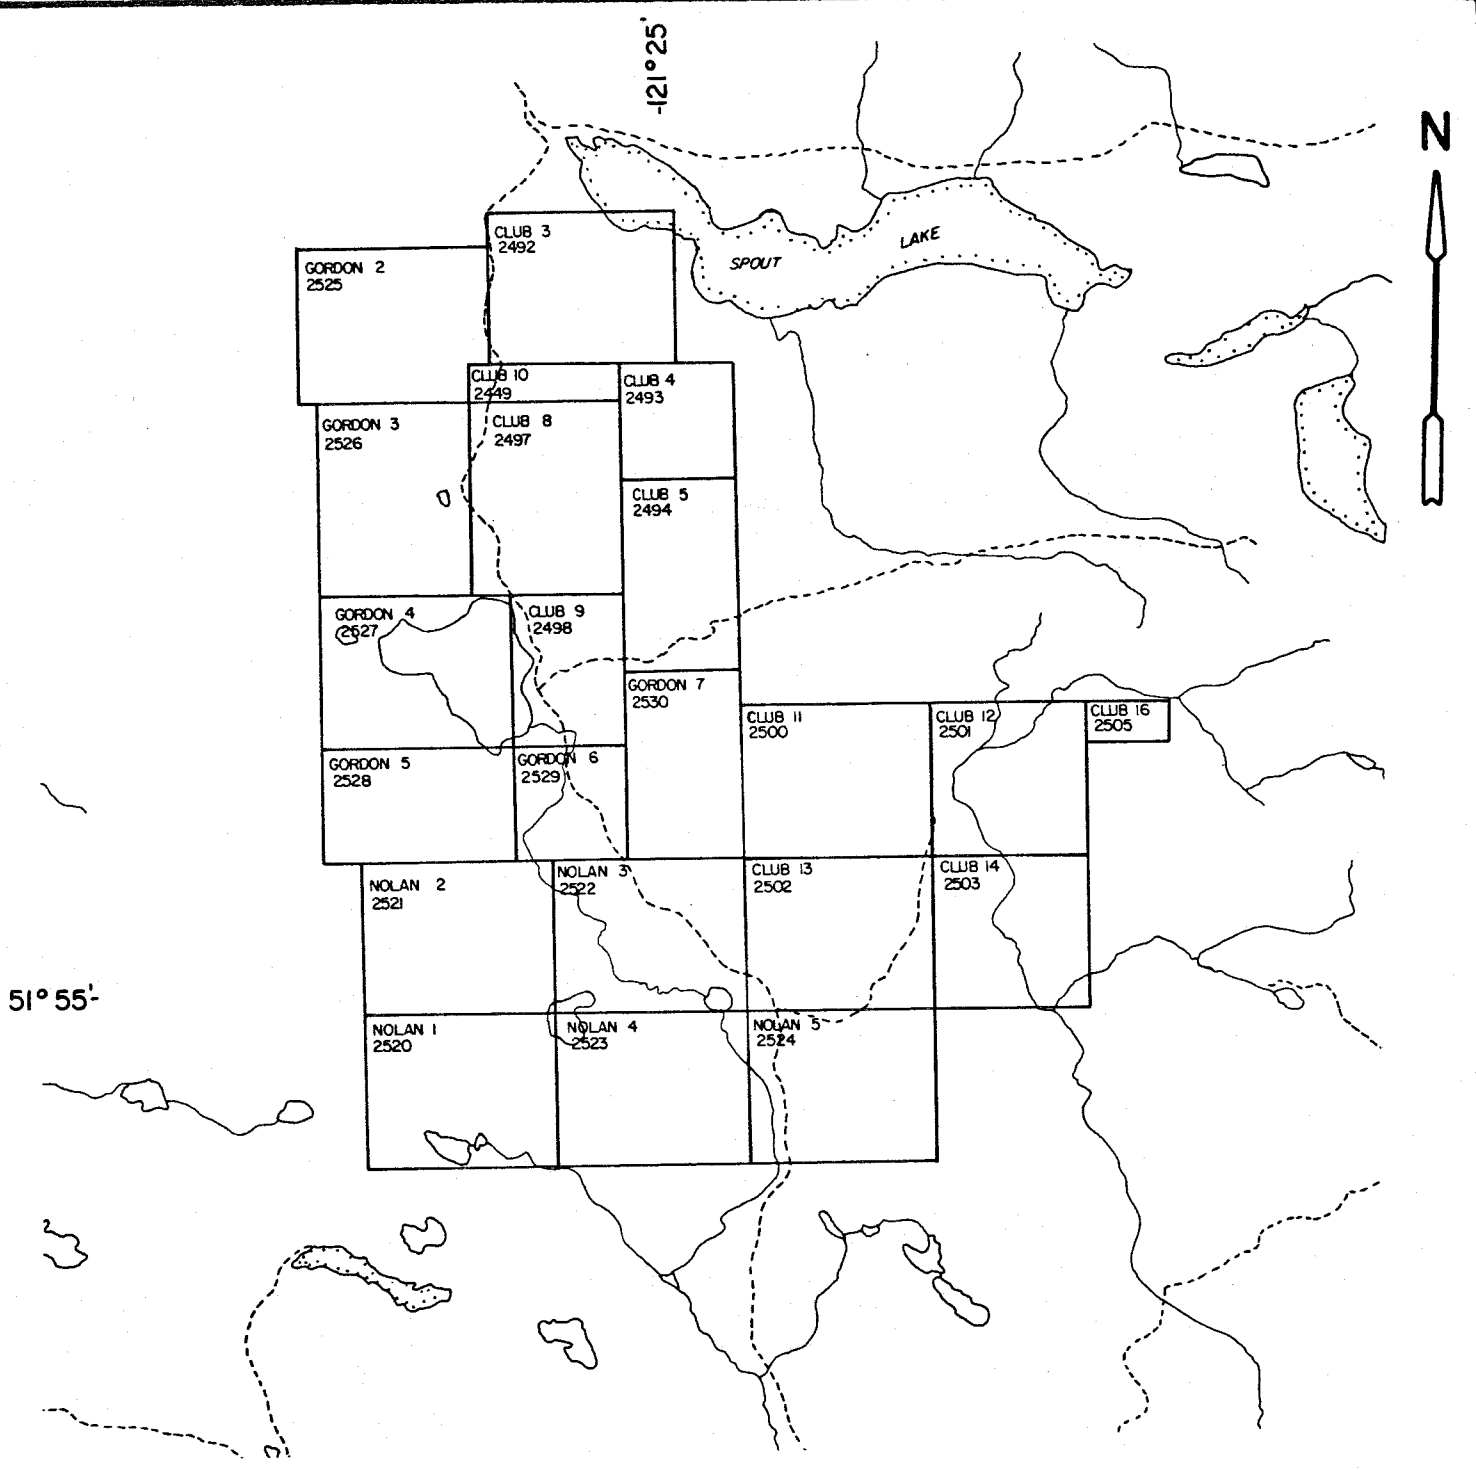 -121° 25'
N
CLUB 3
2492
LAKE
SPOUT
GORDON 2
2525
CLUB 10
2449
CLUB 4
2493
GORDON 3
2526
CLUB 8
2497
CLUB 5
2494
GORDON 4
2527
CLUB 9
2498
GORDON 7
2530
CLUB 11
2500
CLUB 12
2501
CLUB 16
2505
GORDON 5
2528
GORDON 6
2529
NOLAN 2
2521
NOLAN 3
2522
CLUB 13
2502
CLUB 14
2503
51° 55'-
NOLAN 1
2520
NOLAN 4
2523
NOLAN 5
2524